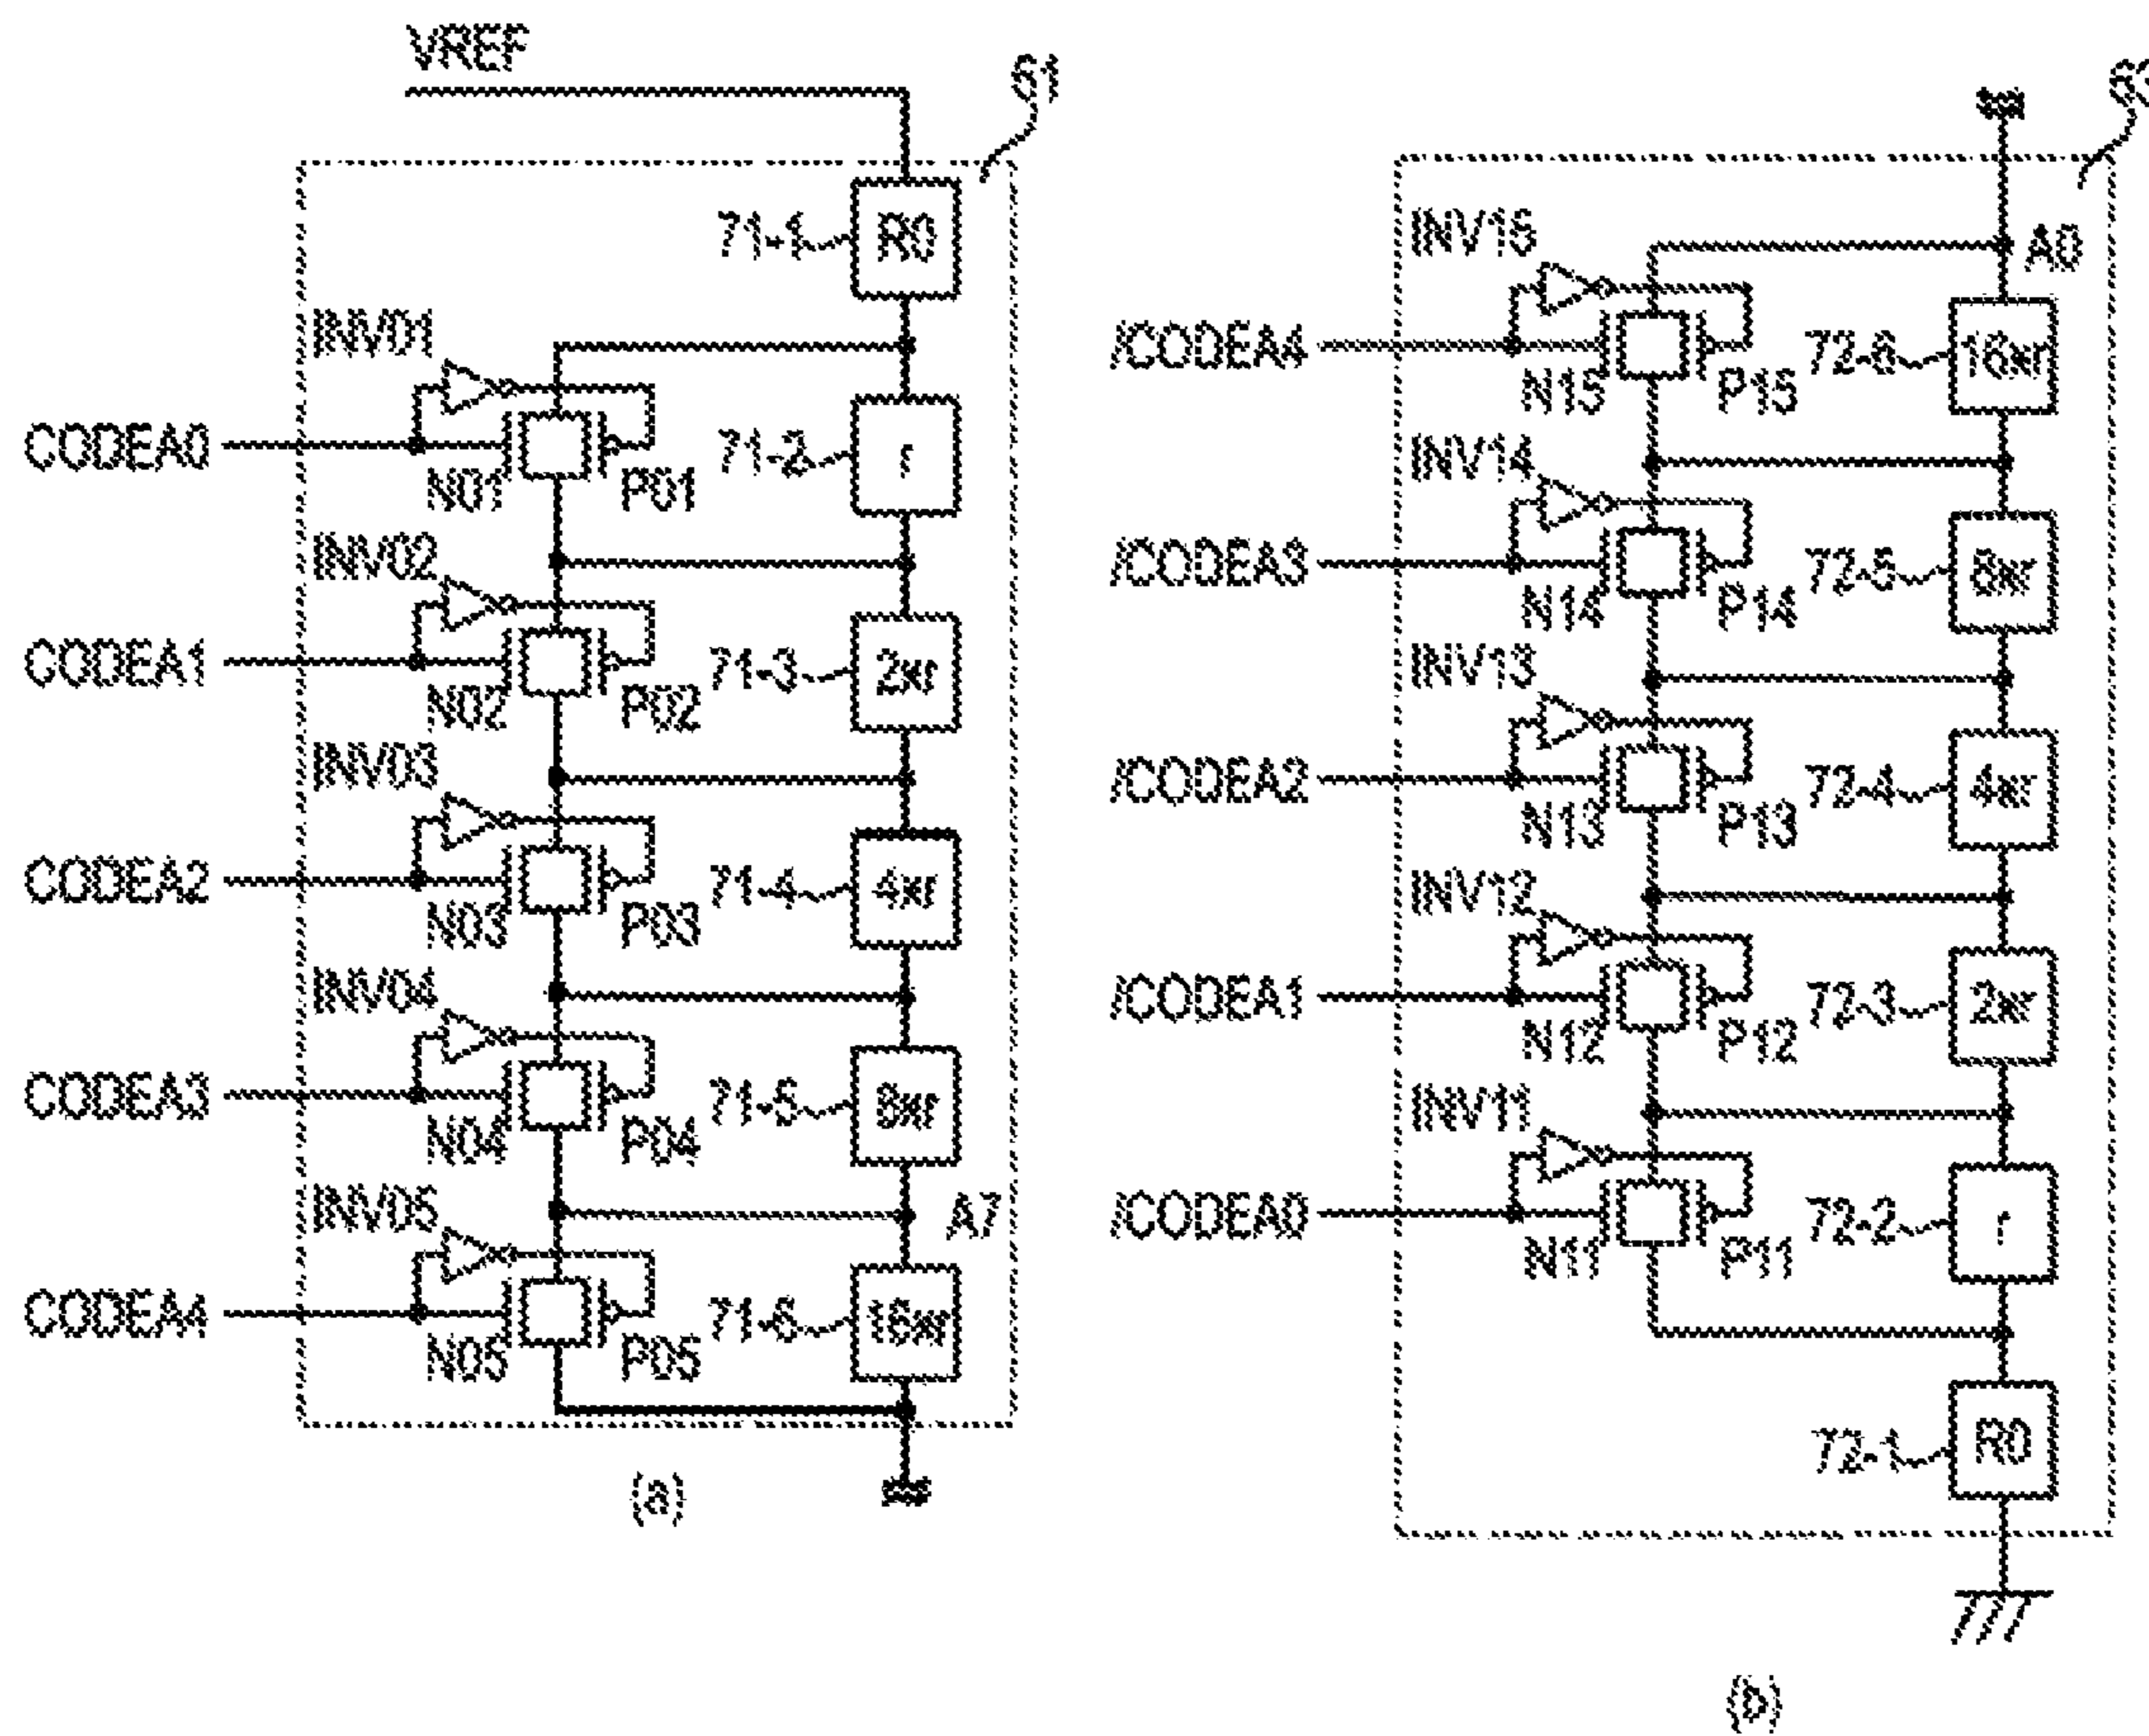 VREF
61
71-1
R0
INV01
CODEA0
N01
P01
71-2
r
INV02
CODEA1
N02
P02
71-3
2xr
INV03
CODEA2
N03
P03
71-4
4xr
INV04
CODEA3
N04
P04
71-5
8xr
A7
INV05
CODEA4
N05
P05
71-6
16xr
(a)
63
INV15
A0
/CODEA4
N15
P15
72-6
16xr
INV14
/CODEA3
N14
P14
72-5
8xr
INV13
/CODEA2
N13
P13
72-4
4xr
INV12
/CODEA1
N12
P12
72-3
2xr
INV11
/CODEA0
N11
P11
72-2
r
72-1
R0
(b)